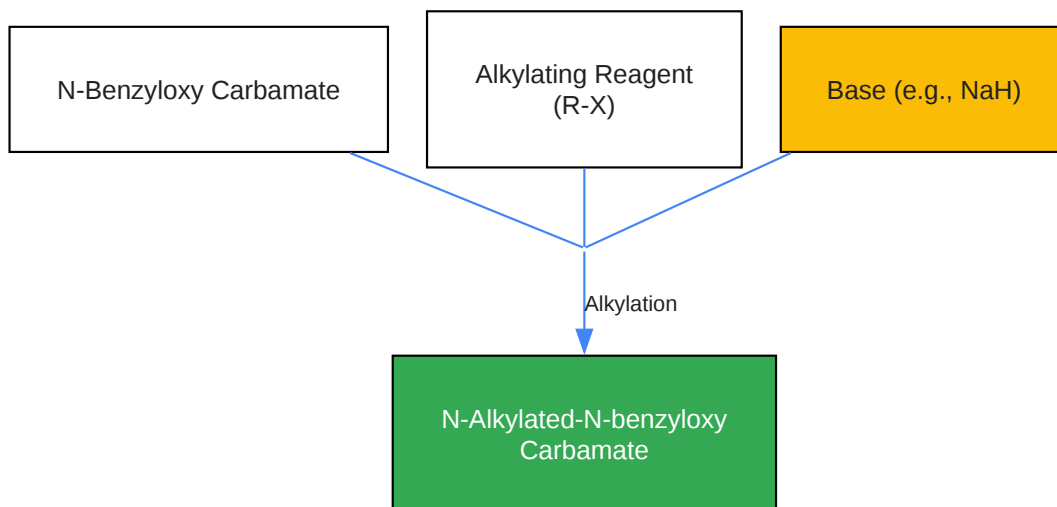 N-Benzyloxy Carbamate
Alkylating Reagent
(R-X)
Base (e.g., NaH)
Alkylation
N-Alkylated-N-benzyloxy
Carbamate